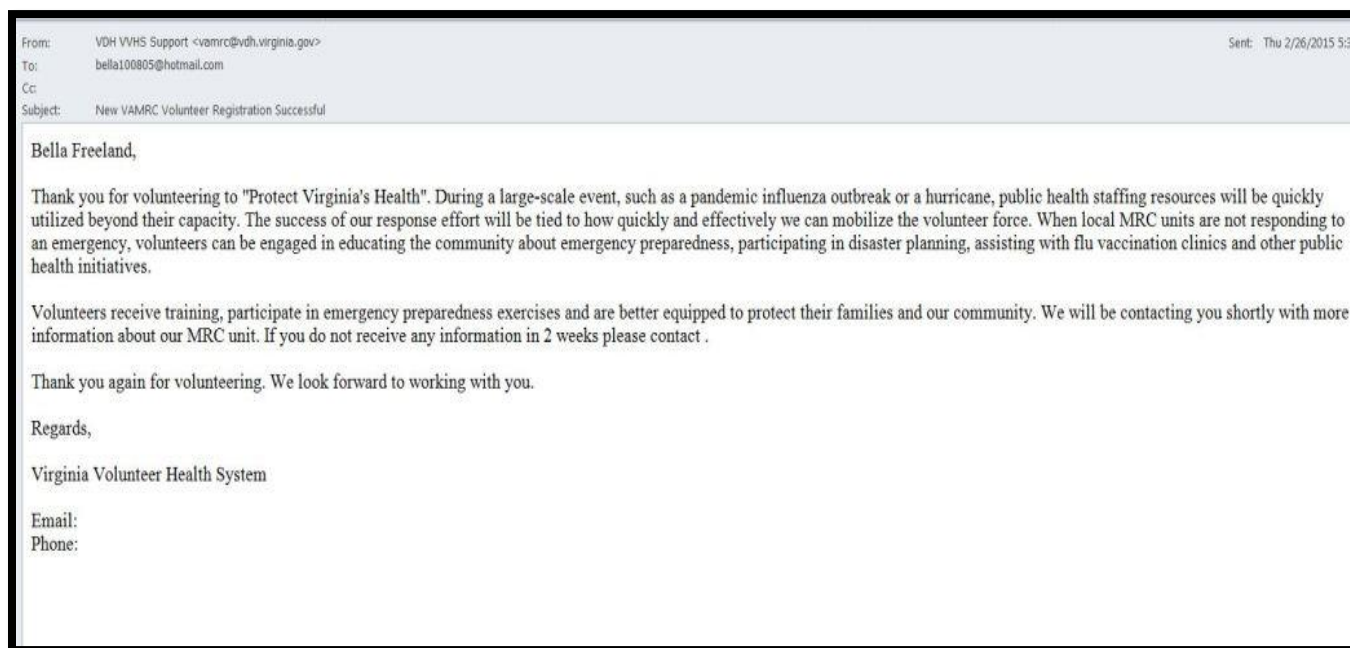 From: VDH VVHS Support <vamrc@vdh.virginia.gov> Sent: Thu 2/26/2015
To: bella100805@hotmail.com
Cc:
Subject: New VAMRC Volunteer Registration Successful
Bella Freeland,
Thank you for volunteering to "Protect Virginia's Health". During a large-scale event, such as a pandemic influenza outbreak or a hurricane, public health staffing resources will be quickly
utilized beyond their capacity. The success of our response effort will be tied to how quickly and effectively we can mobilize the volunteer force. When local MRC units are not responding to
an emergency, volunteers can be engaged in educating the community about emergency preparedness, participating in disaster planning, assisting with flu vaccination clinics and other public
health initiatives.
Volunteers receive training, participate in emergency preparedness exercises and are better equipped to protect their families and our community. We will be contacting you shortly with more
information about our MRC unit. If you do not receive any information in 2 weeks please contact .
Thank you again for volunteering. We look forward to working with you.
Regards,
Virginia Volunteer Health System
Email:
Phone: